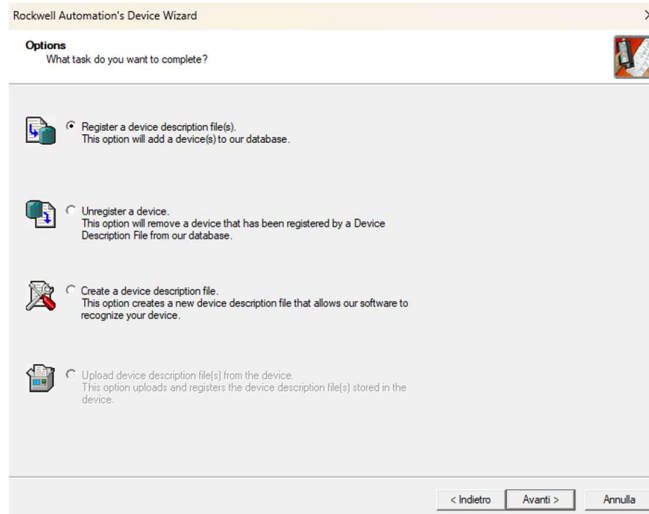 Rockwell Automation's Device Wizard
Options
What task do you want to complete?
Register a device description file(s).
This option will add a device(s) to our database.
Unregister a device.
This option will remove a device that has been registered by a Device
Description File from our database.
Create a device description file.
This option creates a new device description file that allows our software to
recognize your device.
Upload device description file(s) from the device.
This option uploads and registers the device description file(s) stored in the
device.
< Indietro Avanti > Annulla